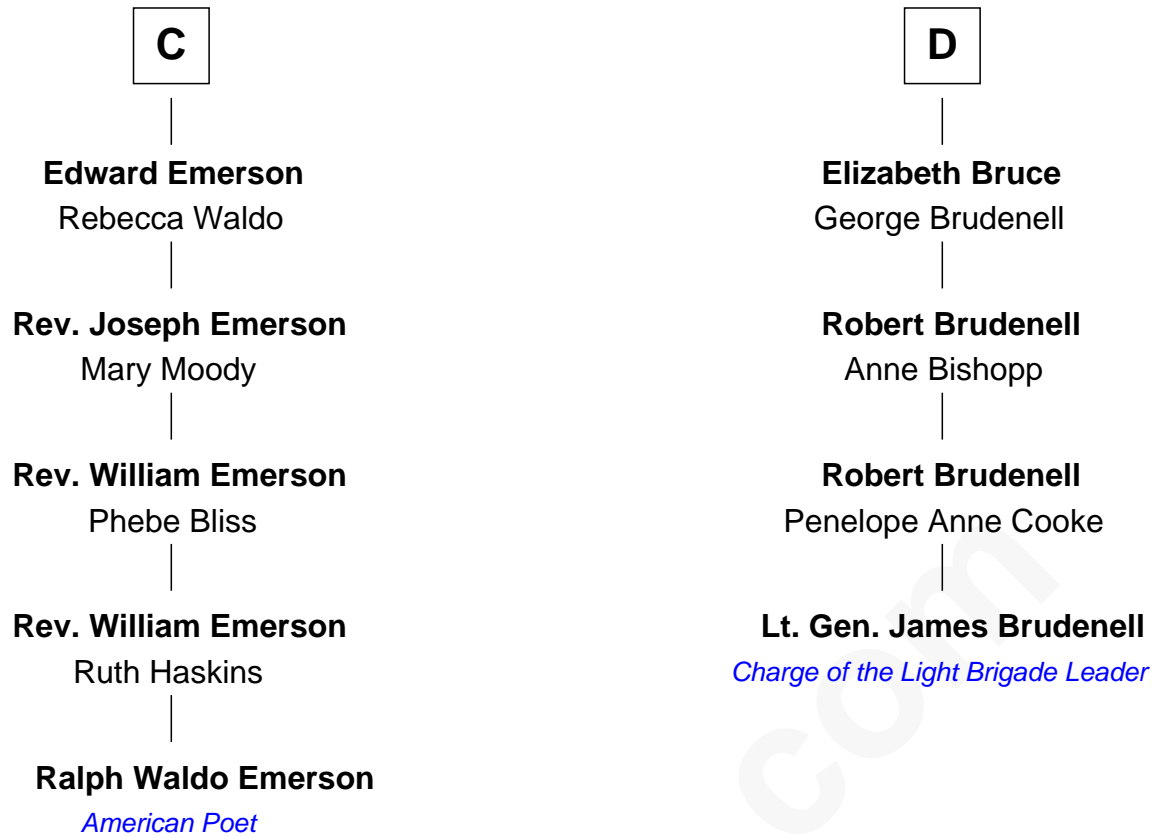 C
Edward Emerson
Rebecca Waldo
Rev. Joseph Emerson
Mary Moody
Rev. William Emerson
Phebe Bliss
Rev. William Emerson
Ruth Haskins
Ralph Waldo Emerson
American Poet
D
Elizabeth Bruce
George Brudenell
Robert Brudenell
Anne Bishopp
Robert Brudenell
Penelope Anne Cooke
Lt. Gen. James Brudenell
Charge of the Light Brigade Leader
com